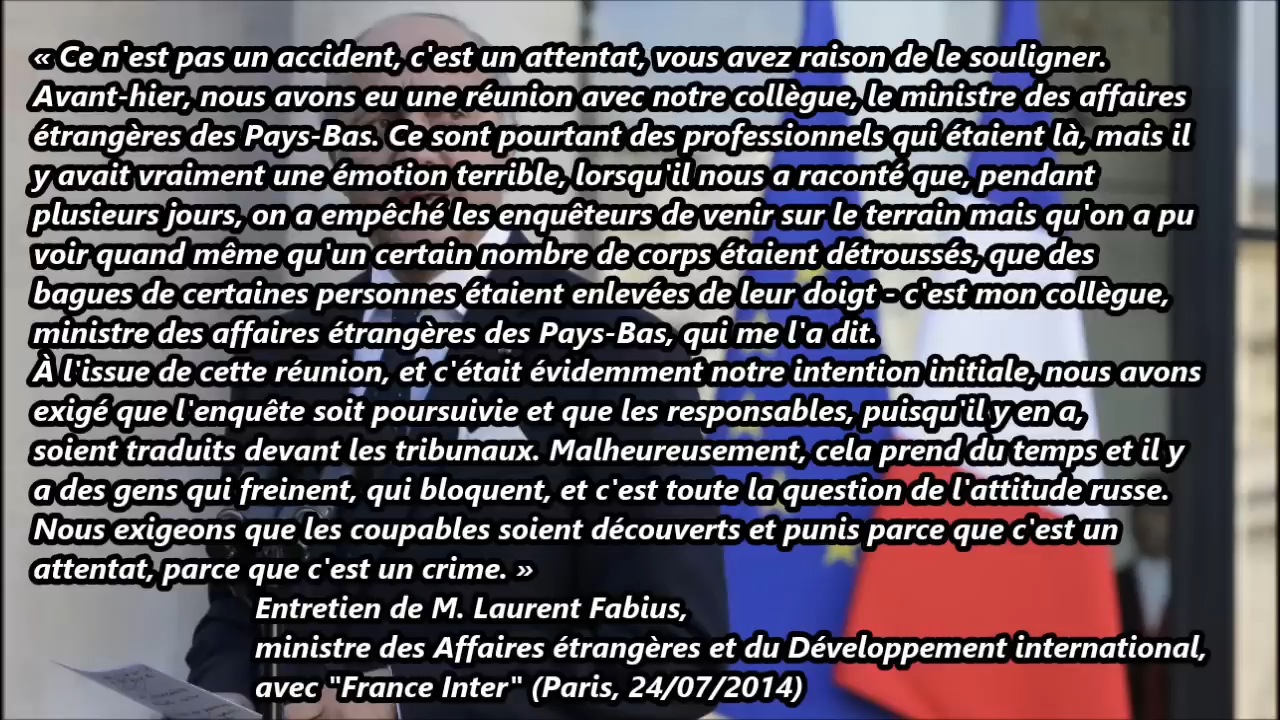 « Ce n'est pas un accident, c'est un attentat, vous avez raison de le souligner.
Avant-hier, nous avons eu une réunion avec notre collègue, le ministre des affaires
étrangères des Pays-Bas. Ce sont pourtant des professionnels qui étaient là, mais il
y avait vraiment une émotion terrible, lorsqu'il nous a raconté que, pendant
plusieurs jours, on a empêché les enquêteurs de venir sur le terrain mais qu'on a pu
voir quand même qu'un certain nombre de corps étaient détroussés, que des
bagues de certaines personnes étaient enlevées de leur doigt - c'est mon collègue,
ministre des affaires étrangères des Pays-Bas, qui me l'a dit.
À l'issue de cette réunion, et c'était évidemment notre intention initiale, nous avons
exigé que l'enquête soit poursuivie et que les responsables, puisqu'il y en a,
soient traduits devant les tribunaux. Malheureusement, cela prend du temps et il y
a des gens qui freinent, qui bloquent, et c'est toute la question de l'attitude russe.
Nous exigeons que les coupables soient découverts et punis parce que c'est un
attentat, parce que c'est un crime. »
Entretien de M. Laurent Fabius,
ministre des Affaires étrangères et du Développement international,
avec "France Inter" (Paris, 24/07/2014)